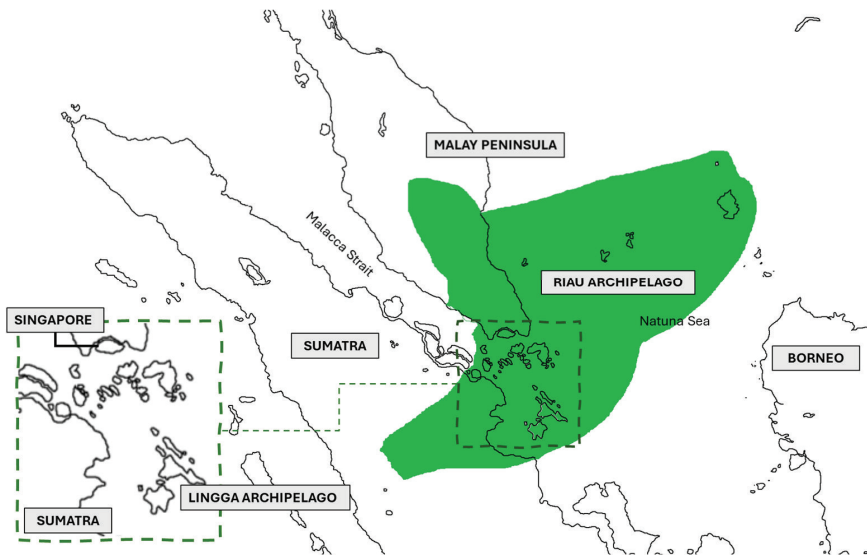 MALAY PENINSULA
Malacca Strait
RIAU ARCHIPELAGO
SINGAPORE
Natuna Sea
SUMATRA
BORNEO
LINGGA ARCHIPELAGO
SUMATRA